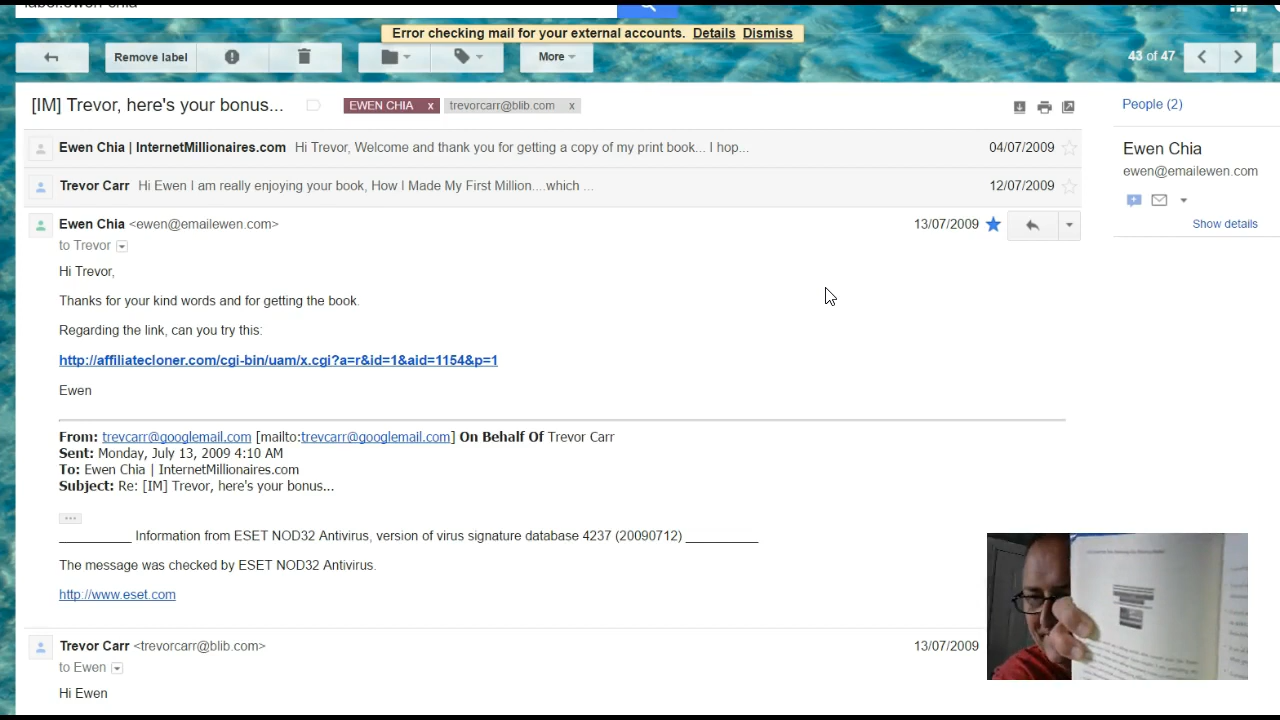 label:ewen-chia
Error checking mail for your external accounts. Details Dismiss
Remove label
More
43 of 47
[IM] Trevor, here's your bonus...
EWEN CHIA x
trevorcarr@blib.com x
People (2)
Ewen Chia | InternetMillionaires.com Hi Trevor, Welcome and thank you for getting a copy of my print book... I hop... 04/07/2009
Ewen Chia
ewen@emailewen.com
Trevor Carr Hi Ewen I am really enjoying your book, How I Made My First Million....which ... 12/07/2009
Show details
Ewen Chia <ewen@emailewen.com> 13/07/2009
to Trevor
Hi Trevor,
Thanks for your kind words and for getting the book.
Regarding the link, can you try this:
http://affiliatecloner.com/cgi-bin/uam/x.cgi?a=r&id=1&aid=1154&p=1
Ewen
From: trevcarr@googlemail.com [mailto:trevcarr@googlemail.com] On Behalf Of Trevor Carr
Sent: Monday, July 13, 2009 4:10 AM
To: Ewen Chia | InternetMillionaires.com
Subject: Re: [IM] Trevor, here's your bonus...
...
__________ Information from ESET NOD32 Antivirus, version of virus signature database 4237 (20090712) __________
The message was checked by ESET NOD32 Antivirus.
http://www.eset.com
Trevor Carr <trevorcarr@blib.com> 13/07/2009
to Ewen
Hi Ewen